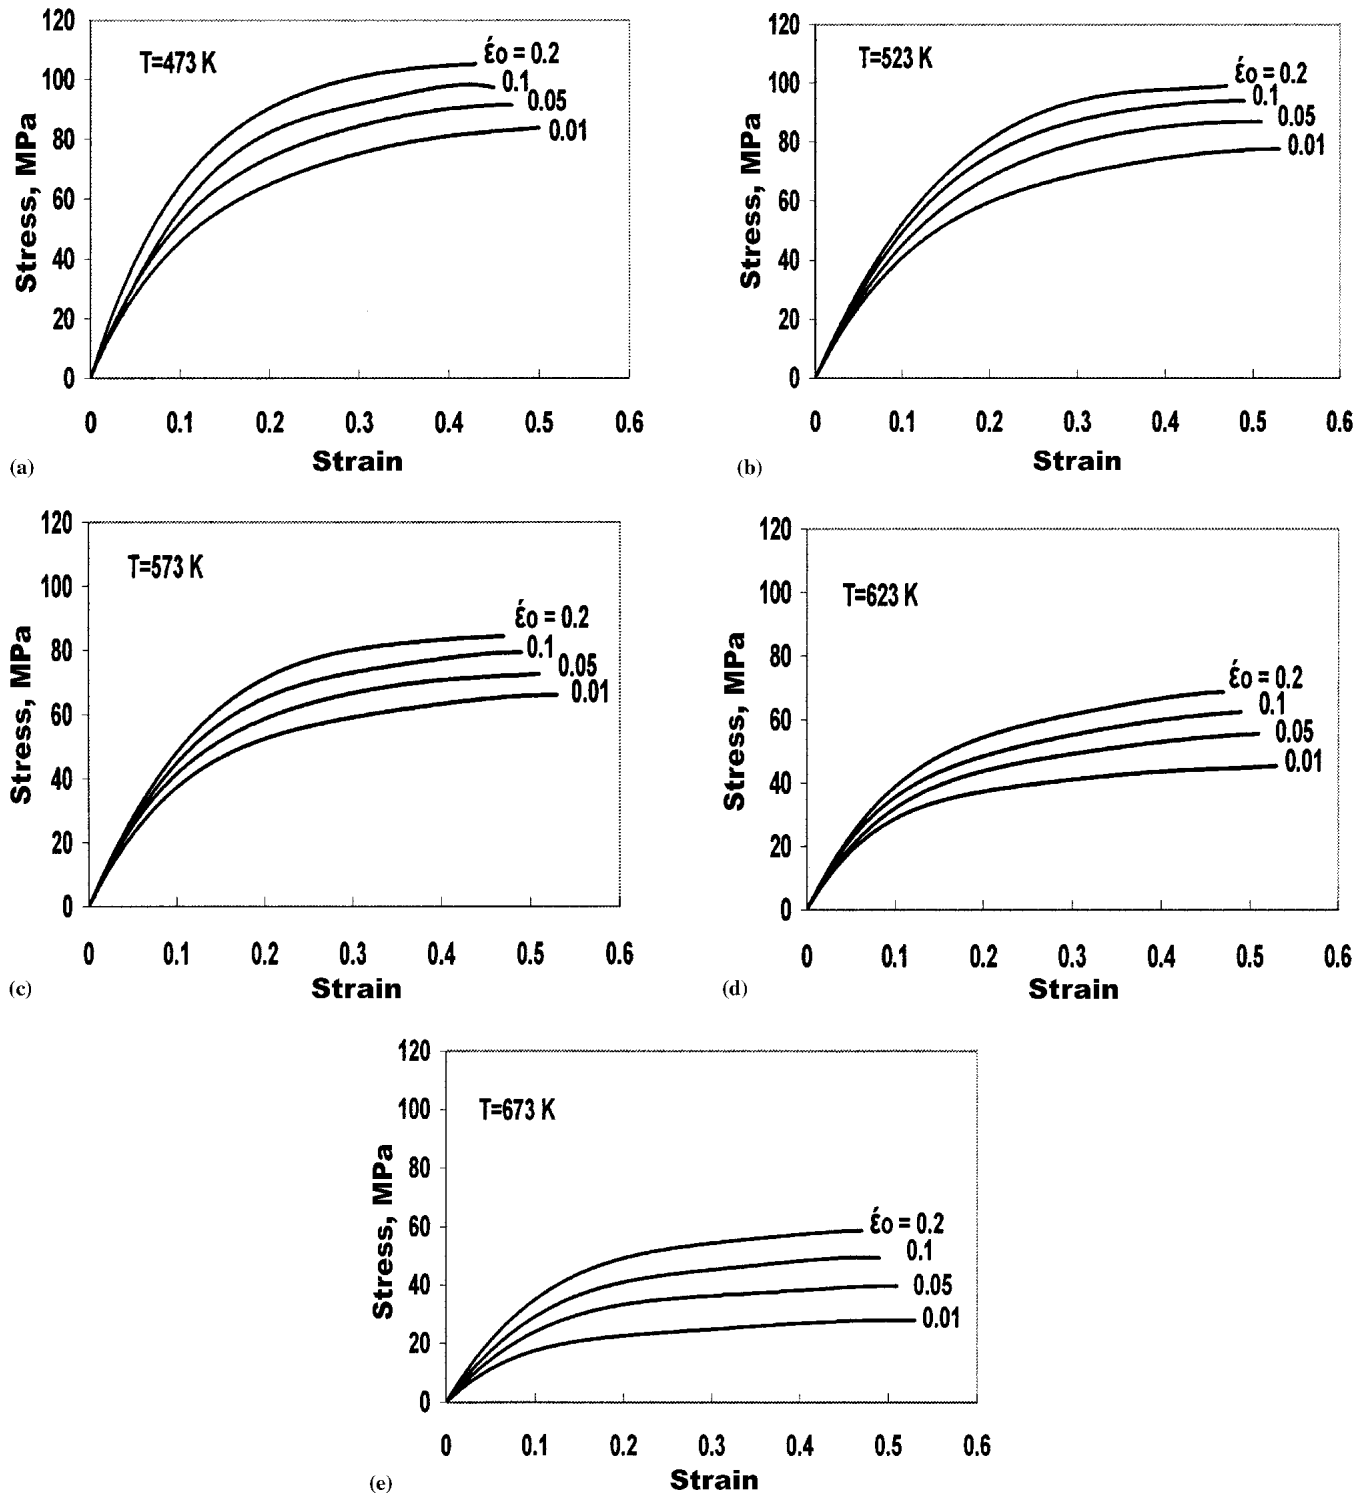 120
100
80
60
40
20
0
Stress, MPa
T=473 K
έo = 0.2
0.1
0.05
0.01
0 0.1 0.2 0.3 0.4 0.5 0.6
Strain
(a)
120
100
80
60
40
20
0
Stress, MPa
T=523 K
έo = 0.2
0.1
0.05
0.01
0 0.1 0.2 0.3 0.4 0.5 0.6
Strain
(b)
120
100
80
60
40
20
0
Stress, MPa
T=573 K
έo = 0.2
0.1
0.05
0.01
0 0.1 0.2 0.3 0.4 0.5 0.6
Strain
(c)
120
100
80
60
40
20
0
Stress, MPa
T=623 K
έo = 0.2
0.1
0.05
0.01
0 0.1 0.2 0.3 0.4 0.5 0.6
Strain
(d)
120
100
80
60
40
20
0
Stress, MPa
T=673 K
έo = 0.2
0.1
0.05
0.01
0 0.1 0.2 0.3 0.4 0.5 0.6
Strain
(e)